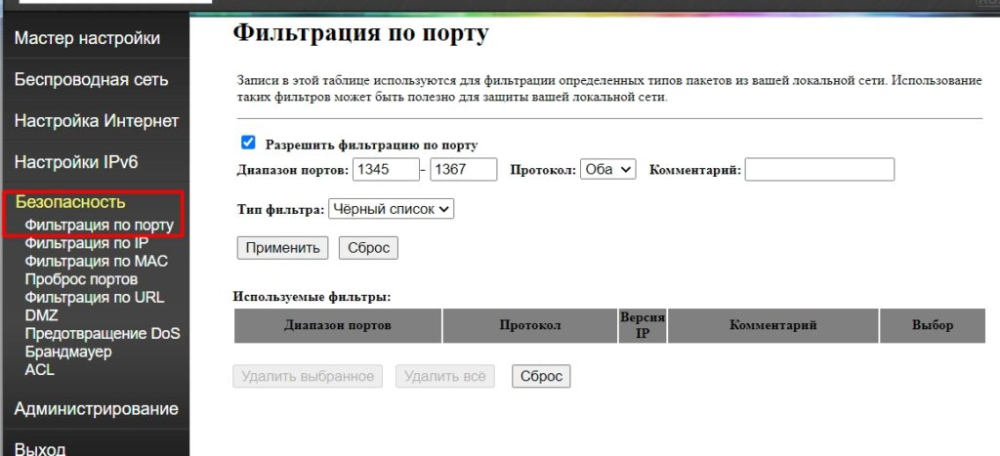 Мастер настройки
Беспроводная сеть
Настройка Интернет
Настройки IPv6
Безопасность
Фильтрация по порту
Фильтрация по IP
Фильтрация по MAC
Проброс портов
Фильтрация по URL
DMZ
Предотвращение DoS
Брандмауер
ACL
Администрирование
Выход
Фильтрация по порту
Записи в этой таблице используются для фильтрации определенных типов пакетов из вашей локальной сети. Использование
таких фильтров может быть полезно для защиты вашей локальной сети.
Разрешить фильтрацию по порту
Диапазон портов: 1345 - 1367 Протокол: Оба Комментарий:
Тип фильтра: Чёрный список
Применить Сброс
Используемые фильтры:
Диапазон портов Протокол Версия IP Комментарий Выбор
Удалить выбранное Удалить всё Сброс